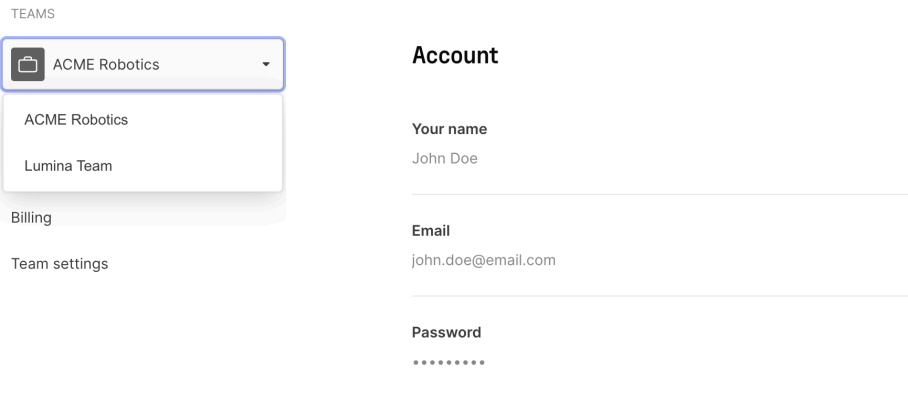 TEAMS
ACME Robotics
ACME Robotics
Lumina Team
Billing
Team settings
Account
Your name
John Doe
Email
john.doe@email.com
Password
•••••••••